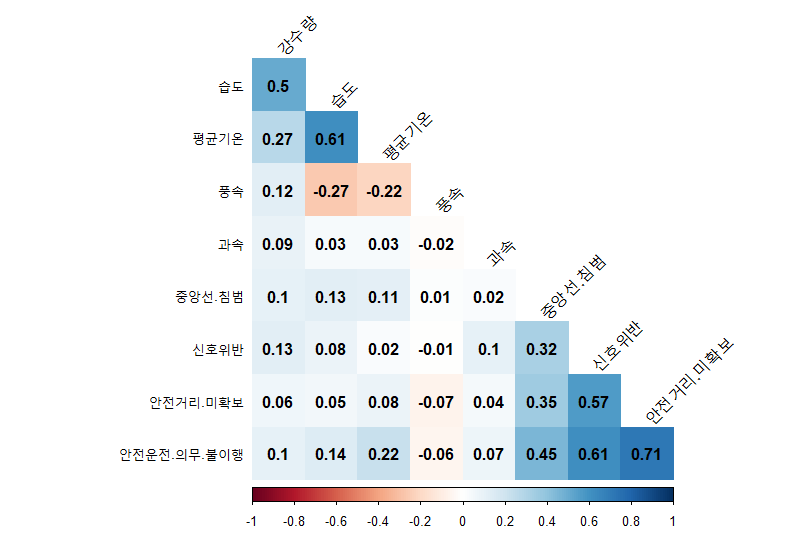 강수량
습도 0.5 습도
평균기온 0.27 0.61 평균기온
풍속 0.12 -0.27 -0.22 풍속
과속 0.09 0.03 0.03 -0.02 과속
중앙선.침범 0.1 0.13 0.11 0.01 0.02 중앙선.침범
신호위반 0.13 0.08 0.02 -0.01 0.1 0.32 신호위반
안전거리.미확보 0.06 0.05 0.08 -0.07 0.04 0.35 0.57 안전거리.미확보
안전운전.의무.불이행 0.1 0.14 0.22 -0.06 0.07 0.45 0.61 0.71
-1 -0.8 -0.6 -0.4 -0.2 0 0.2 0.4 0.6 0.8 1